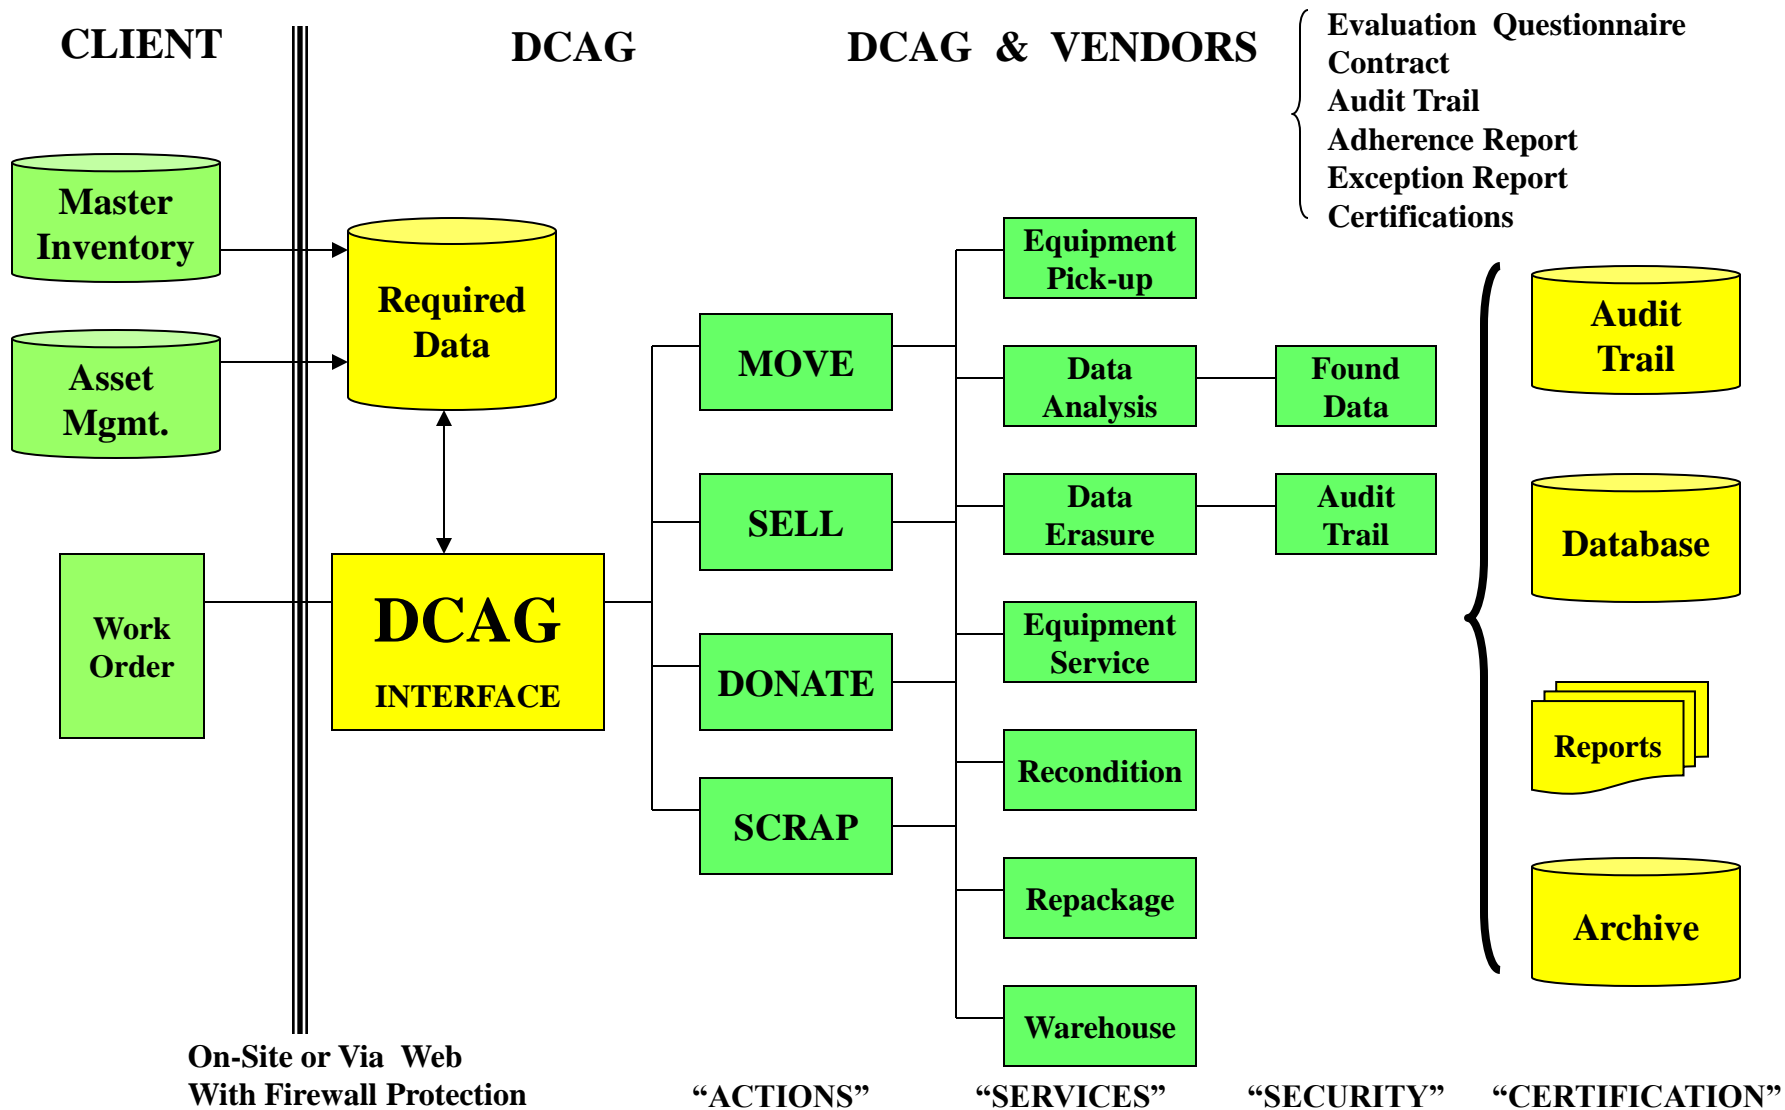 CLIENT
DCAG
DCAG & VENDORS
Evaluation Questionnaire
Contract
Audit Trail
Adherence Report
Exception Report
Certifications
Master
Inventory
Asset
Mgmt.
Work
Order
Required
Data
DCAG
INTERFACE
MOVE
SELL
DONATE
SCRAP
Equipment
Pick-up
Data
Analysis
Data
Erasure
Equipment
Service
Recondition
Repackage
Warehouse
Found
Data
Audit
Trail
Audit
Trail
Database
Reports
Archive
On-Site or Via Web
With Firewall Protection
“ACTIONS”
“SERVICES”
“SECURITY”
“CERTIFICATION”